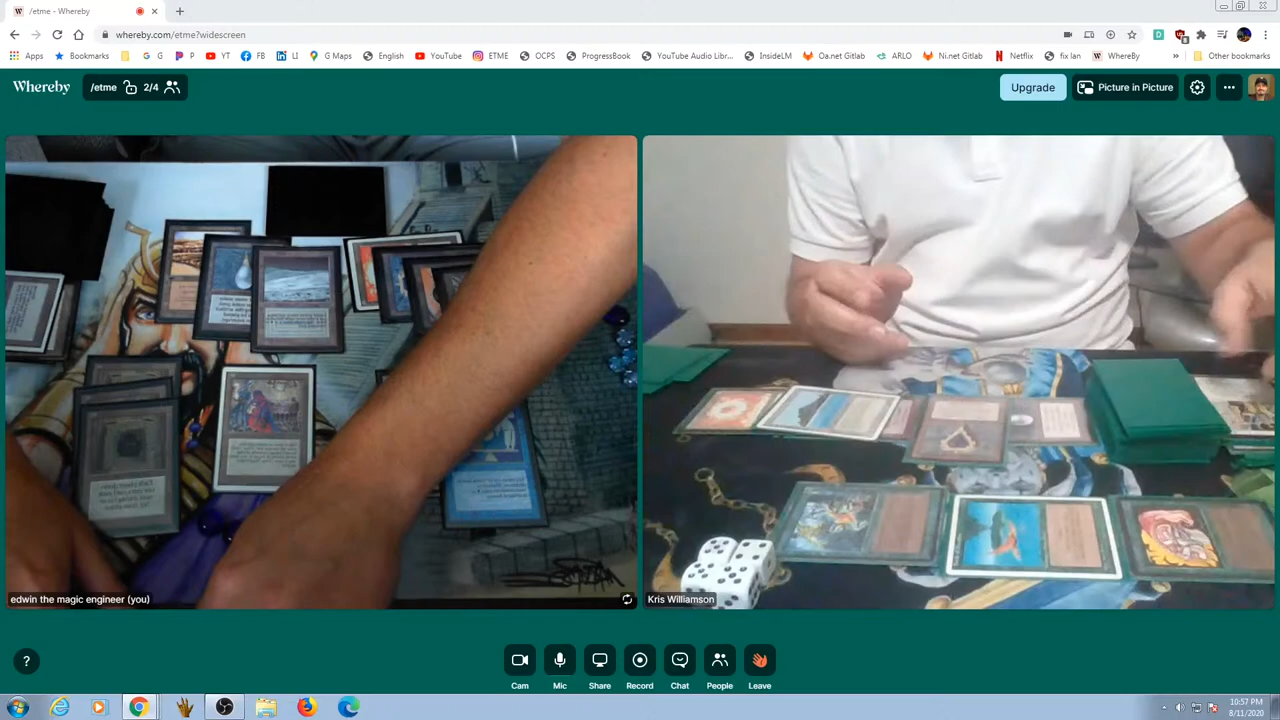 /etme - Whereby
whereby.com/etme?widescreen
Apps
Bookmarks
G
P
YT
FB
LI
G Maps
English
YouTube
ETME
OCPS
ProgressBook
YouTube Audio Libr...
InsideLM
Oa.net Gitlab
ARLO
Ni.net Gitlab
Netflix
fix lan
WhereBy
»
Other bookmarks
Whereby
/etme
2/4
Upgrade
Picture in Picture
edwin the magic engineer (you)
Kris Williamson
?
Cam
Mic
Share
Record
Chat
People
Leave
10:57 PM
8/11/2020